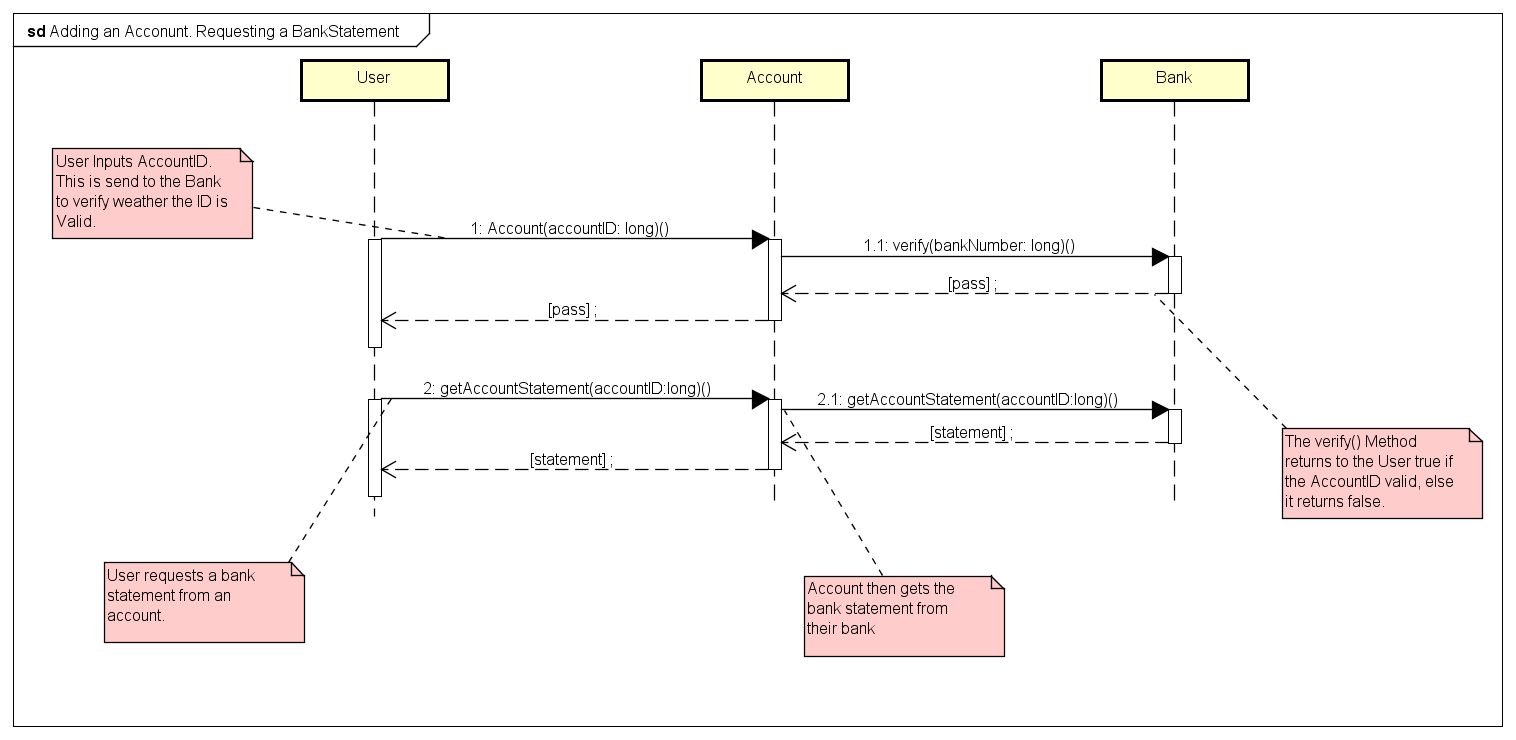 sd Adding an Acconunt. Requesting a BankStatement
User
Account
Bank
User Inputs AccountID.
This is send to the Bank
to verify weather the ID is
Valid.
1: Account(accountID: long)()
1.1: verify(bankNumber: long)()
[pass] ;
[pass] ;
2: getAccountStatement(accountID:long)()
2.1: getAccountStatement(accountID:long)()
[statement] ;
[statement] ;
The verify() Method
returns to the User true if
the AccountID valid, else
it returns false.
User requests a bank
statement from an
account.
Account then gets the
bank statement from
their bank